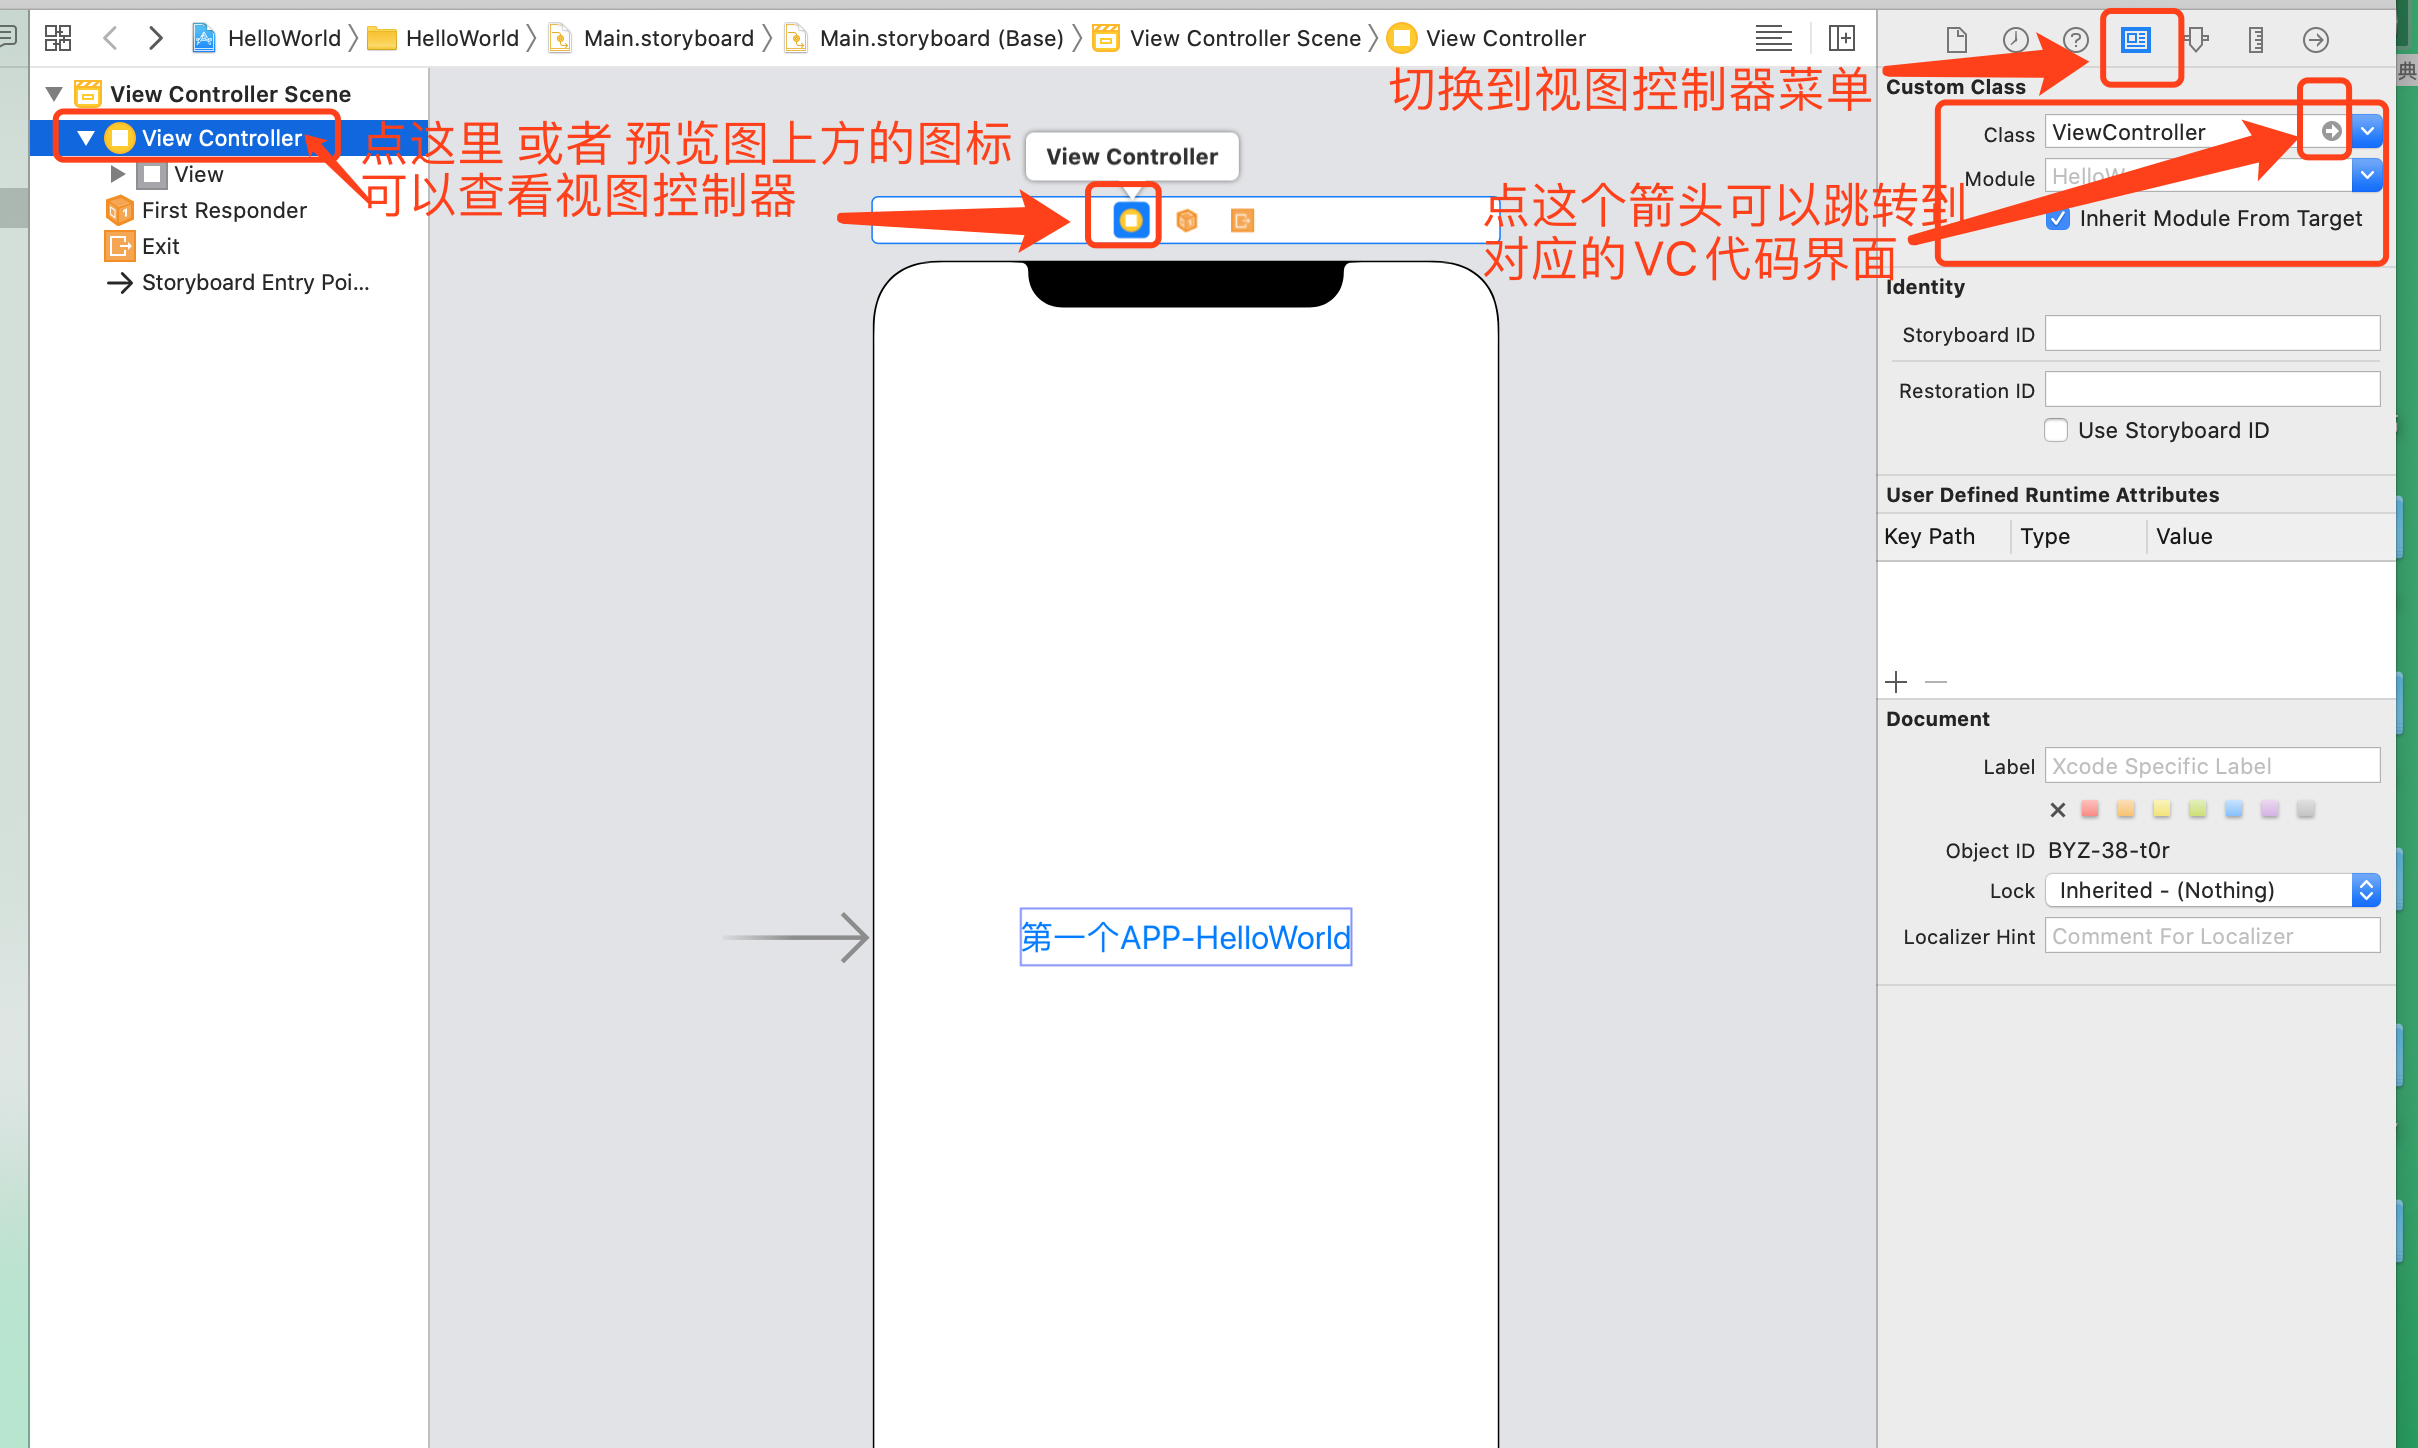 HelloWorld HelloWorld Main.storyboard Main.storyboard (Base) View Controller Scene View Controller
View Controller Scene
View Controller
View
First Responder
Exit
Storyboard Entry Poi...
点这里 或者 预览图上方的图标
可以查看视图控制器
View Controller
第一个APP-HelloWorld
切换到视图控制器菜单
点这个箭头可以跳转到
对应的VC代码界面
典
Custom Class
Class ViewController
Module
Inherit Module From Target
Identity
Storyboard ID
Restoration ID
Use Storyboard ID
User Defined Runtime Attributes
Key Path Type Value
Document
Label Xcode Specific Label
Object ID BYZ-38-t0r
Lock Inherited - (Nothing)
Localizer Hint Comment For Localizer